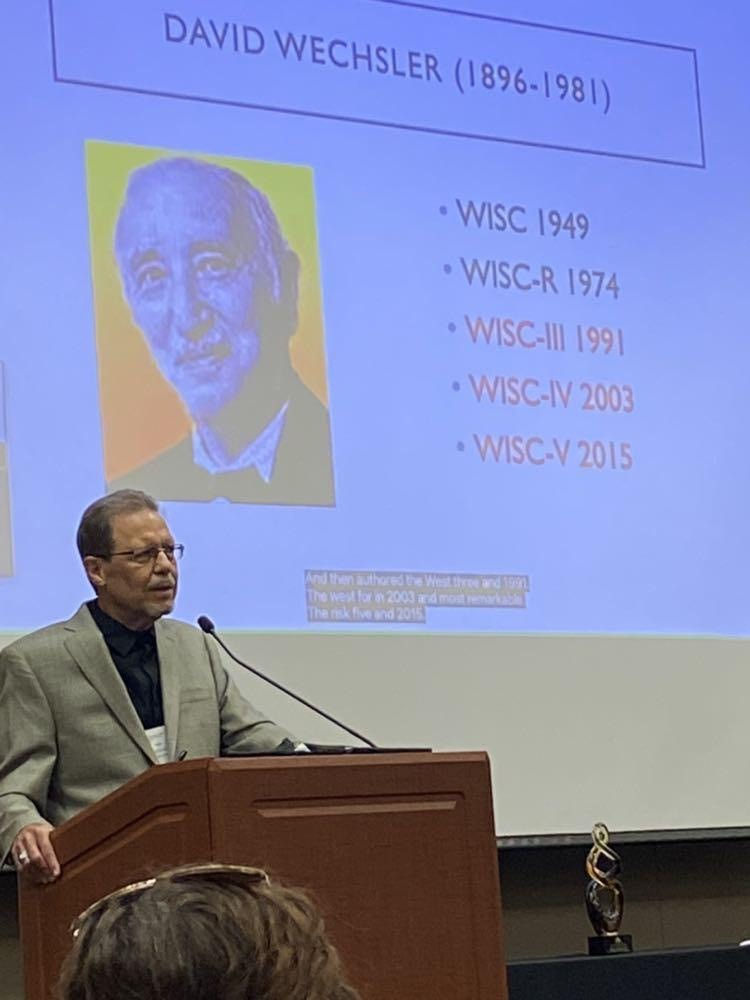 DAVID WECHSLER (1896-1981)
• WISC 1949
• WISC-R 1974
• WISC-III 1991
• WISC-IV 2003
• WISC-V 2015
And then authored the West three and 1991.
The west for in 2003 and most remarkable.
The risk five and 2015.